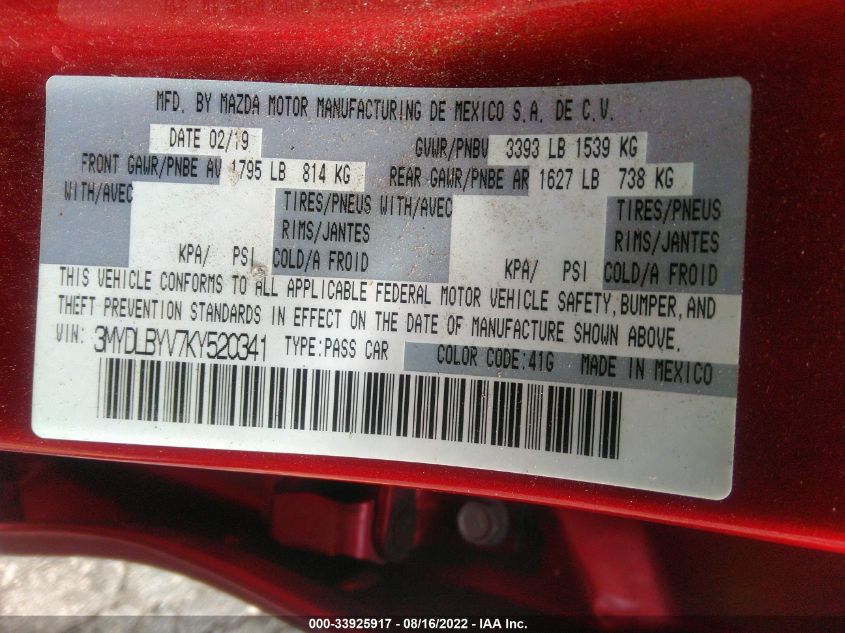 MFD. BY MAZDA MOTOR MANUFACTURING DE MEXICO S.A. DE C.V.
DATE 02/19 GVWR/PNBV 3393 LB 1539 KG
FRONT GAWR/PNBE AV 1795 LB 814 KG REAR GAWR/PNBE AR 1627 LB 738 KG
WITH/AVEC TIRES/PNEUS WITH/AVEC TIRES/PNEUS
RIMS/JANTES RIMS/JANTES
KPA/ PSI COLD/A FROID KPA/ PSI COLD/A FROID
THIS VEHICLE CONFORMS TO ALL APPLICABLE FEDERAL MOTOR VEHICLE SAFETY, BUMPER, AND
THEFT PREVENTION STANDARDS IN EFFECT ON THE DATE OF MANUFACTURE SHOWN ABOVE.
VIN: 3MYDLBYV7KY520341 TYPE:PASS CAR COLOR CODE:41G MADE IN MEXICO
000-33925917 - 08/16/2022 - IAA Inc.